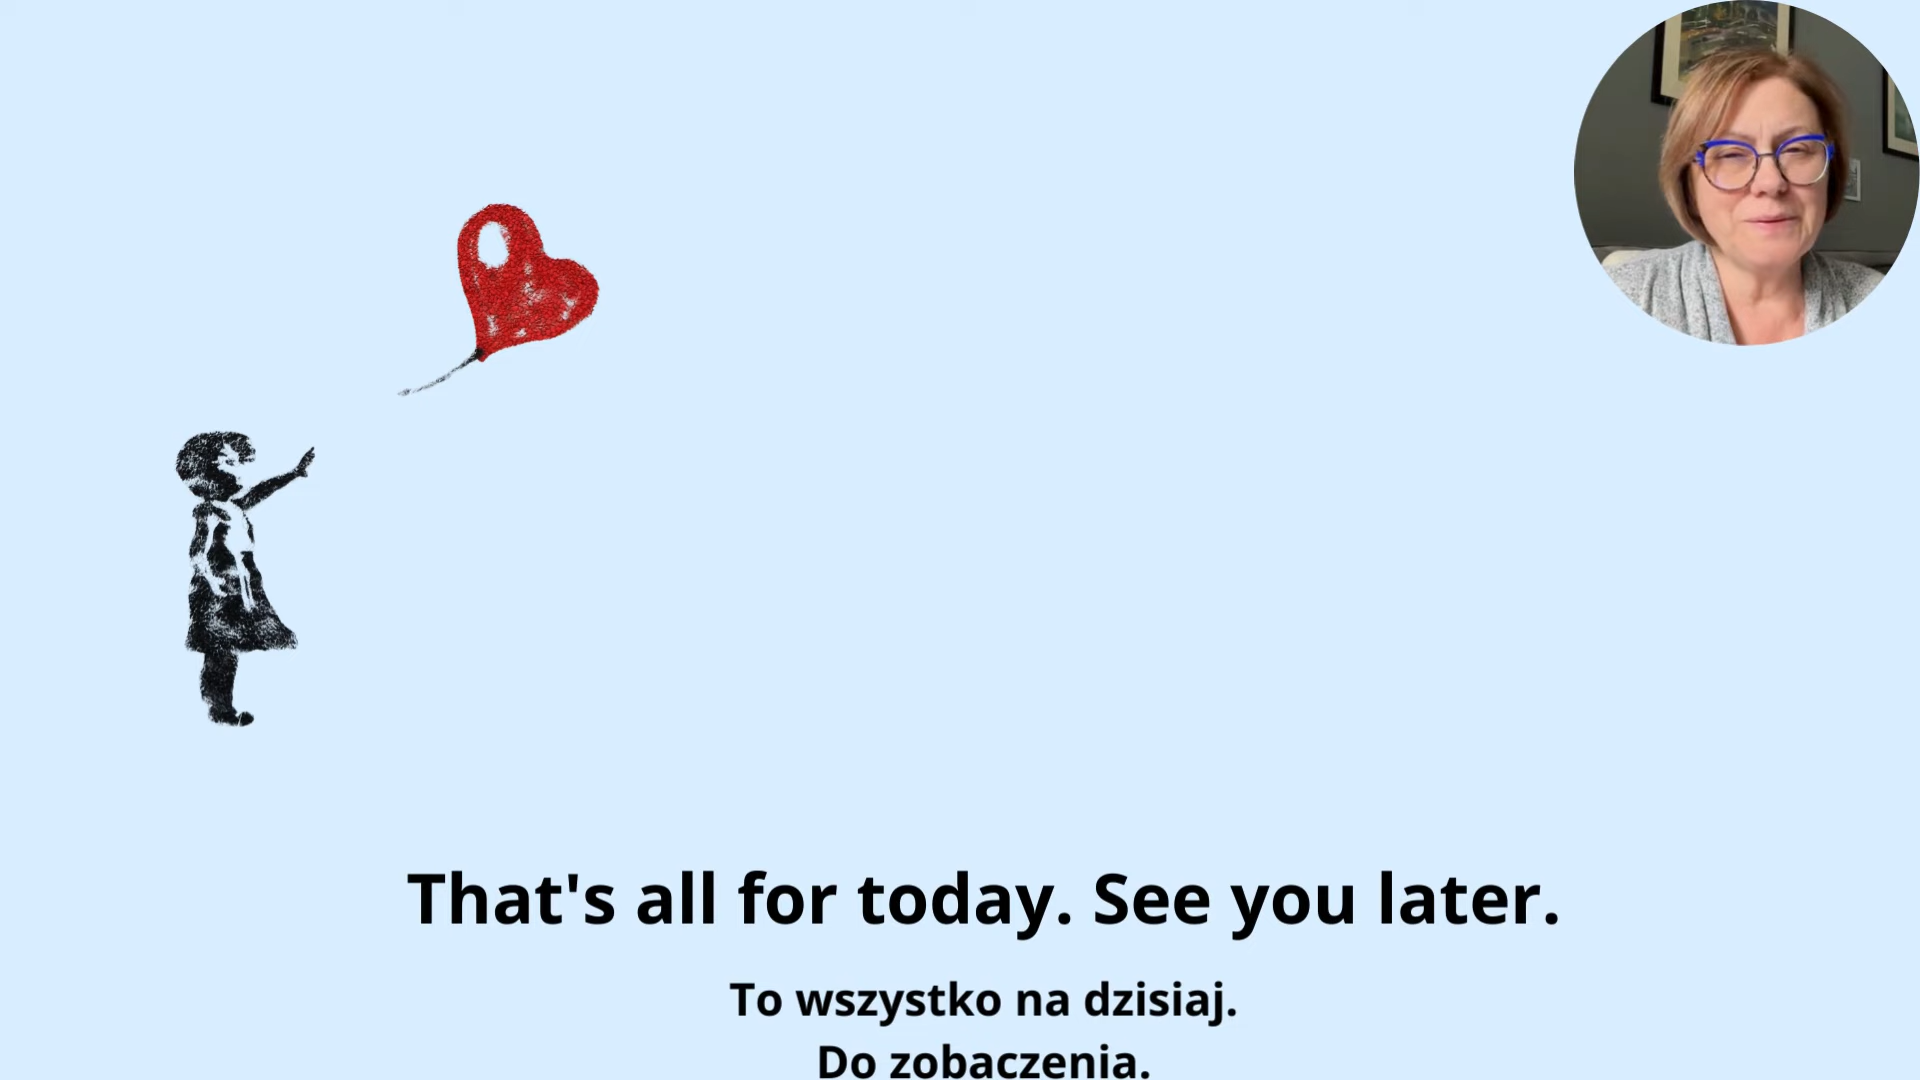 That's all for today. See you later.
To wszystko na dzisiaj.
Do zobaczenia.